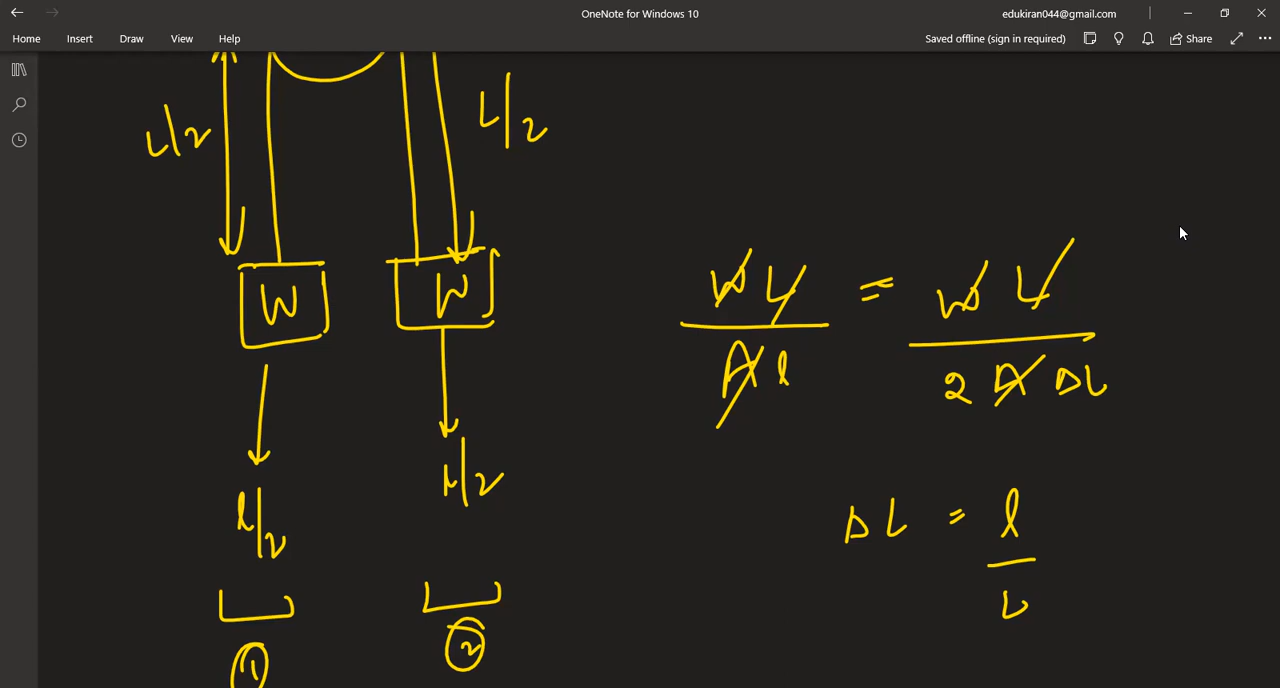 OneNote for Windows 10
edukiran044@gmail.com
Home Insert Draw View Help
Saved offline (sign in required)
Share
L/2
L/2
W
W
WL/Al = WL/2AΔL
l/2
l/2
ΔL = l/2
1
2